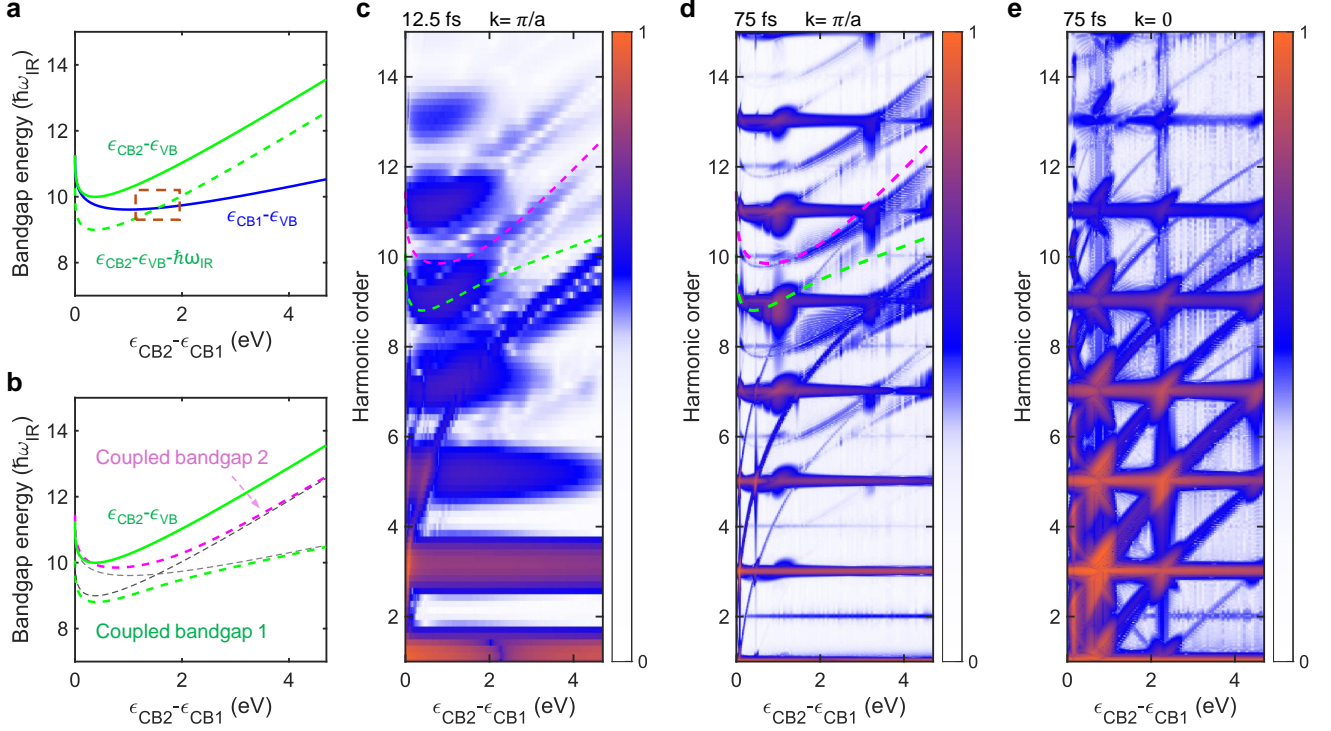 a
Bandgap energy (ħω_IR)
14
12
10
8
ϵ_CB2-ϵ_VB
ϵ_CB1-ϵ_VB
ϵ_CB2-ϵ_VB-ħω_IR
0 2 4
ϵ_CB2-ϵ_CB1 (eV)
b
Bandgap energy (ħω_IR)
14
12
10
8
Coupled bandgap 2
ϵ_CB2-ϵ_VB
Coupled bandgap 1
0 2 4
ϵ_CB2-ϵ_CB1 (eV)
c
12.5 fs k= π/a
Harmonic order
14
12
10
8
6
4
2
0 2 4
ϵ_CB2-ϵ_CB1 (eV)
1
0
d
75 fs k= π/a
Harmonic order
14
12
10
8
6
4
2
0 2 4
ϵ_CB2-ϵ_CB1 (eV)
1
0
e
75 fs k= 0
Harmonic order
14
12
10
8
6
4
2
0 2 4
ϵ_CB2-ϵ_CB1 (eV)
1
0